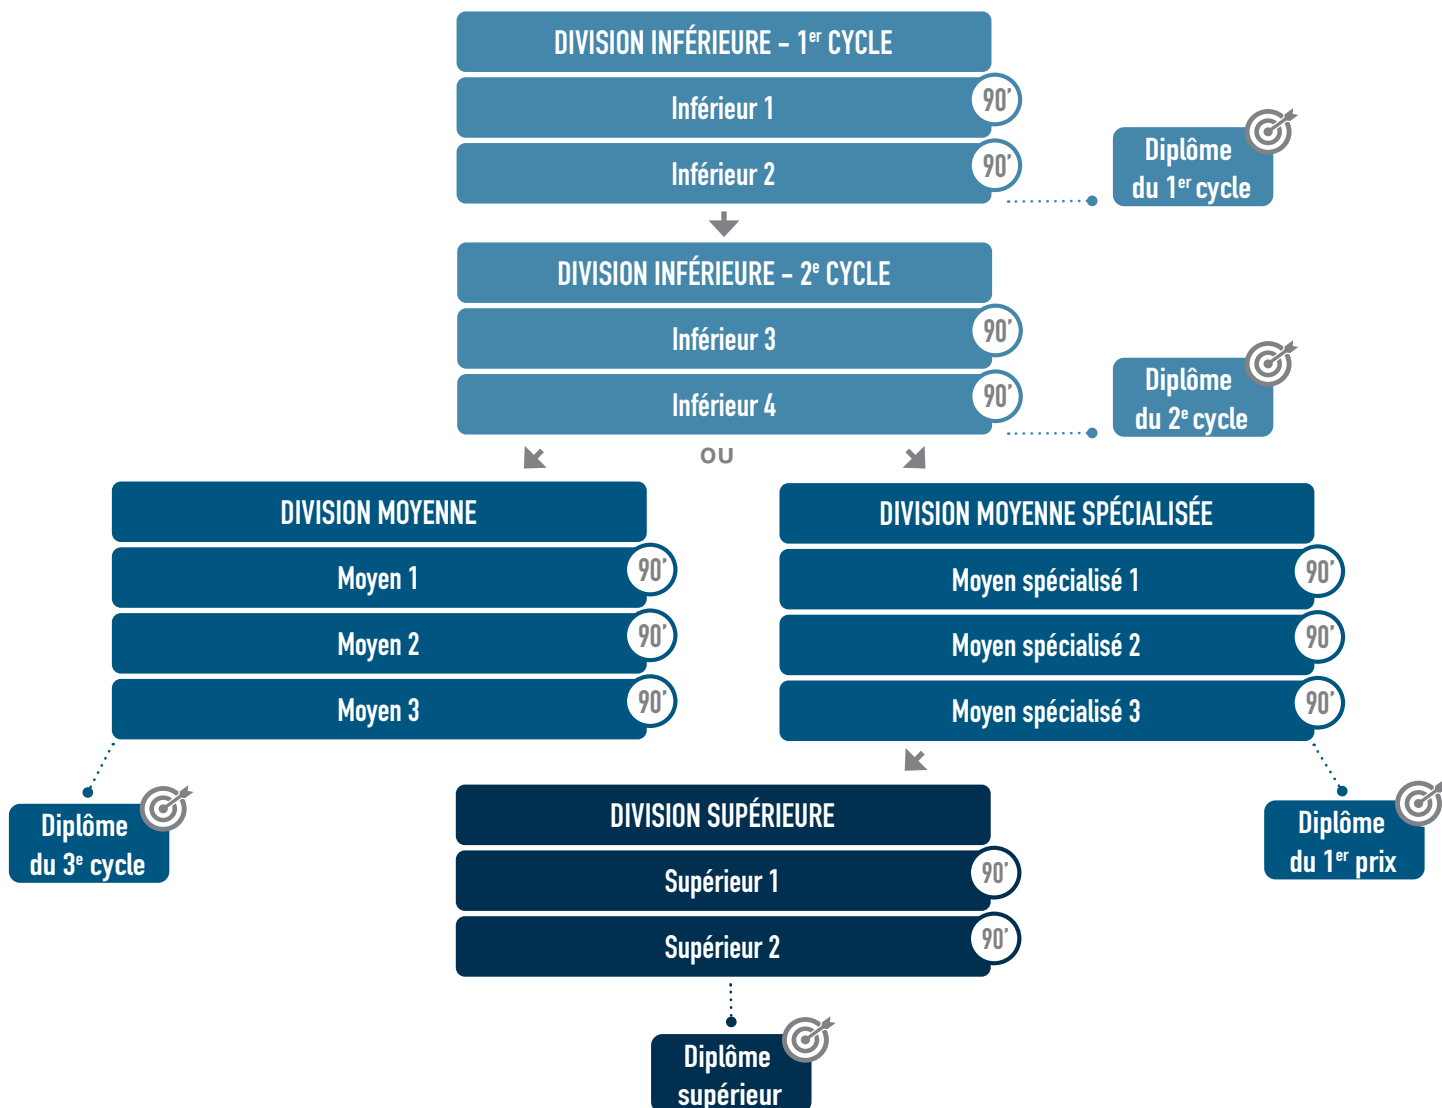 DIVISION INFÉRIEURE – 1er CYCLE
Inférieur 1
90’
Inférieur 2
90’
Diplôme
du 1er cycle
DIVISION INFÉRIEURE – 2e CYCLE
Inférieur 3
90’
Inférieur 4
90’
Diplôme
du 2e cycle
OU
DIVISION MOYENNE
Moyen 1
90’
Moyen 2
90’
Moyen 3
90’
Diplôme
du 3e cycle
DIVISION MOYENNE SPÉCIALISÉE
Moyen spécialisé 1
90’
Moyen spécialisé 2
90’
Moyen spécialisé 3
90’
Diplôme
du 1er prix
DIVISION SUPÉRIEURE
Supérieur 1
90’
Supérieur 2
90’
Diplôme
supérieur